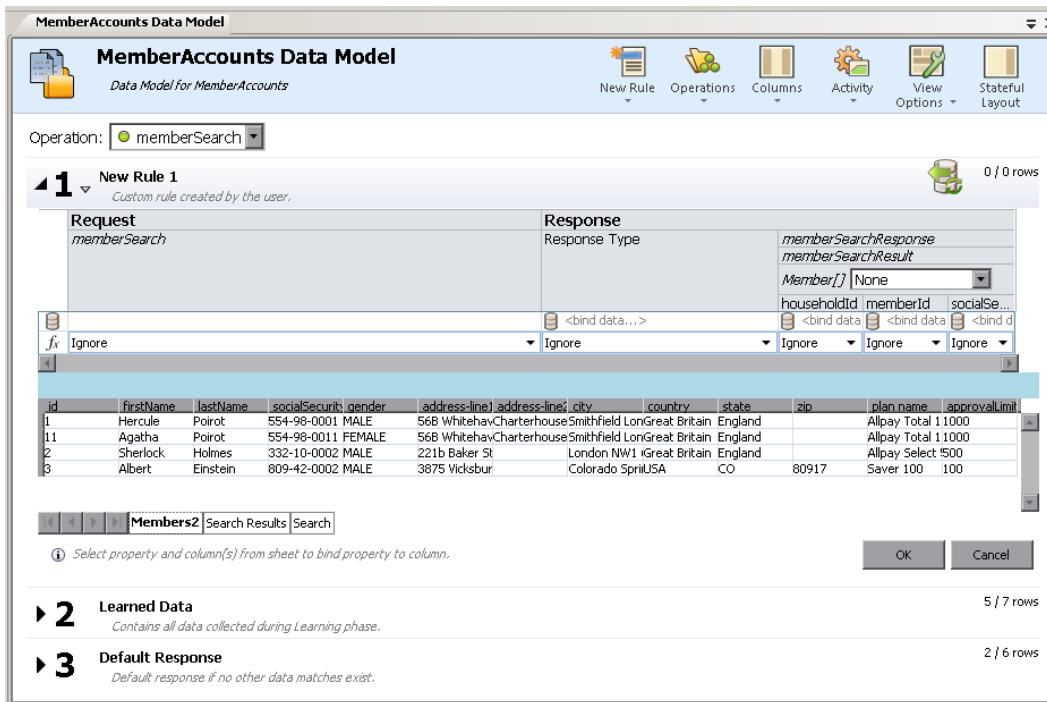 MemberAccounts Data Model
MemberAccounts Data Model
Data Model for MemberAccounts
New Rule Operations Columns Activity View Options Stateful Layout
Operation: memberSearch
1 New Rule 1 0 / 0 rows
Custom rule created by the user.
Request Response
memberSearch Response Type memberSearchResponse
memberSearchResult
Member[] None
householdId memberId socialSe...
<bind data...> <bind data <bind data <bind d
fx Ignore Ignore Ignore Ignore Ignore
id firstName lastName socialSecurit gender address-line1 address-line2 city country state zip plan name approvalLimit
1 Hercule Poirot 554-98-0001 MALE 56B Whitehav Charterhouse Smithfield Lon Great Britain England Allpay Total 1 1000
11 Agatha Poirot 554-98-0011 FEMALE 56B Whitehav Charterhouse Smithfield Lon Great Britain England Allpay Total 1 1000
2 Sherlock Holmes 332-10-0002 MALE 221b Baker St London NW1 Great Britain England Allpay Select 500
3 Albert Einstein 809-42-0002 MALE 3875 Vicksbur Colorado Spri USA CO 80917 Saver 100 100
Members2 Search Results Search
Select property and column(s) from sheet to bind property to column. OK Cancel
2 Learned Data 5 / 7 rows
Contains all data collected during Learning phase.
3 Default Response 2 / 6 rows
Default response if no other data matches exist.